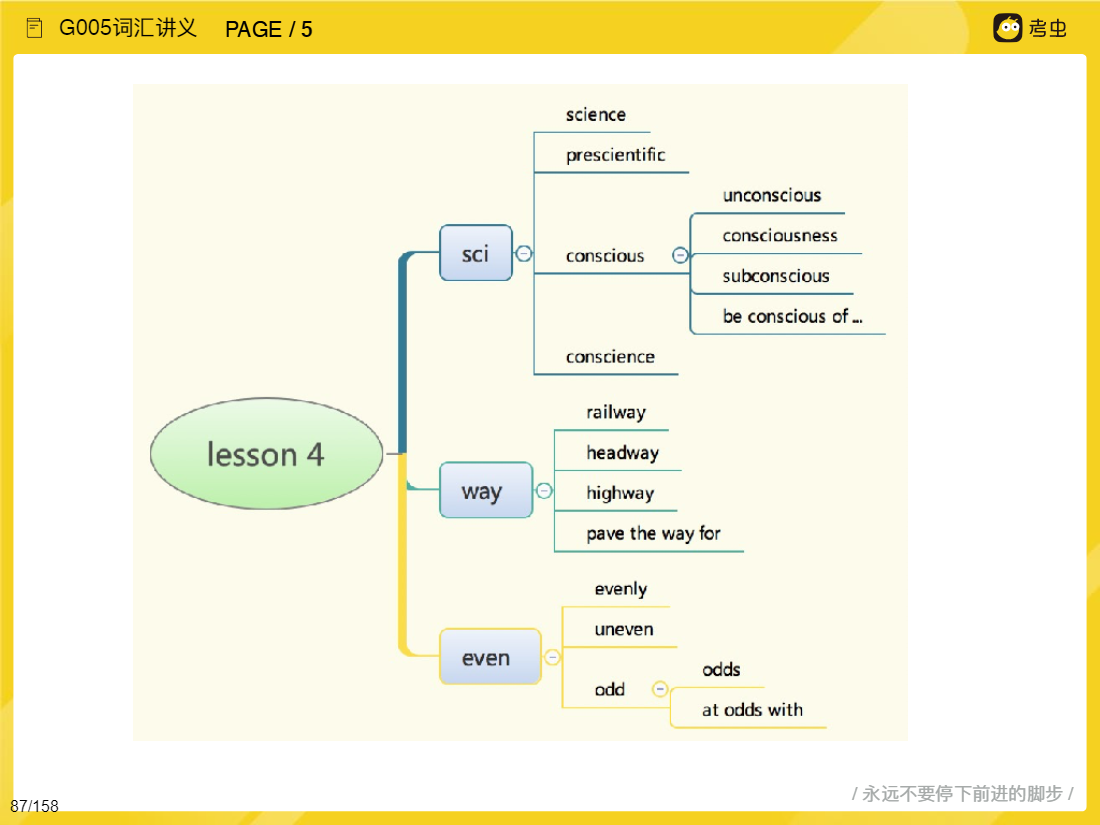 G005词汇讲义 PAGE / 5
考虫
science
prescientific
unconscious
consciousness
sci
conscious
subconscious
be conscious of ...
conscience
railway
headway
lesson 4
way
highway
pave the way for
evenly
uneven
even
odds
odd
at odds with
/ 永远不要停下前进的脚步 /
87/158